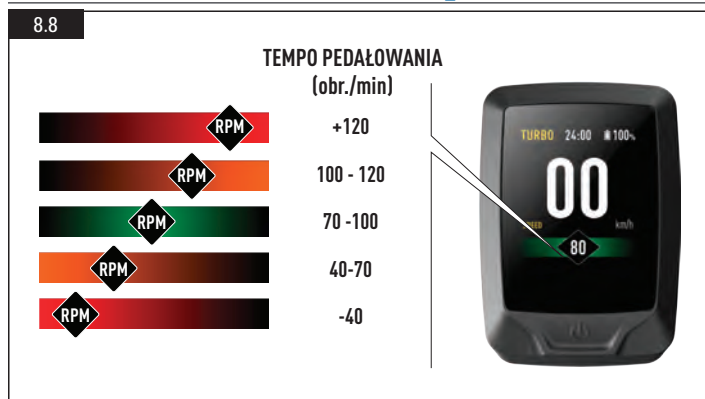 8.8
TEMPO PEDAŁOWANIA
(obr./min)
RPM +120
RPM 100 - 120
RPM 70 -100
RPM 40-70
RPM -40
TURBO 24:00 100%
00
SPEED km/h
80